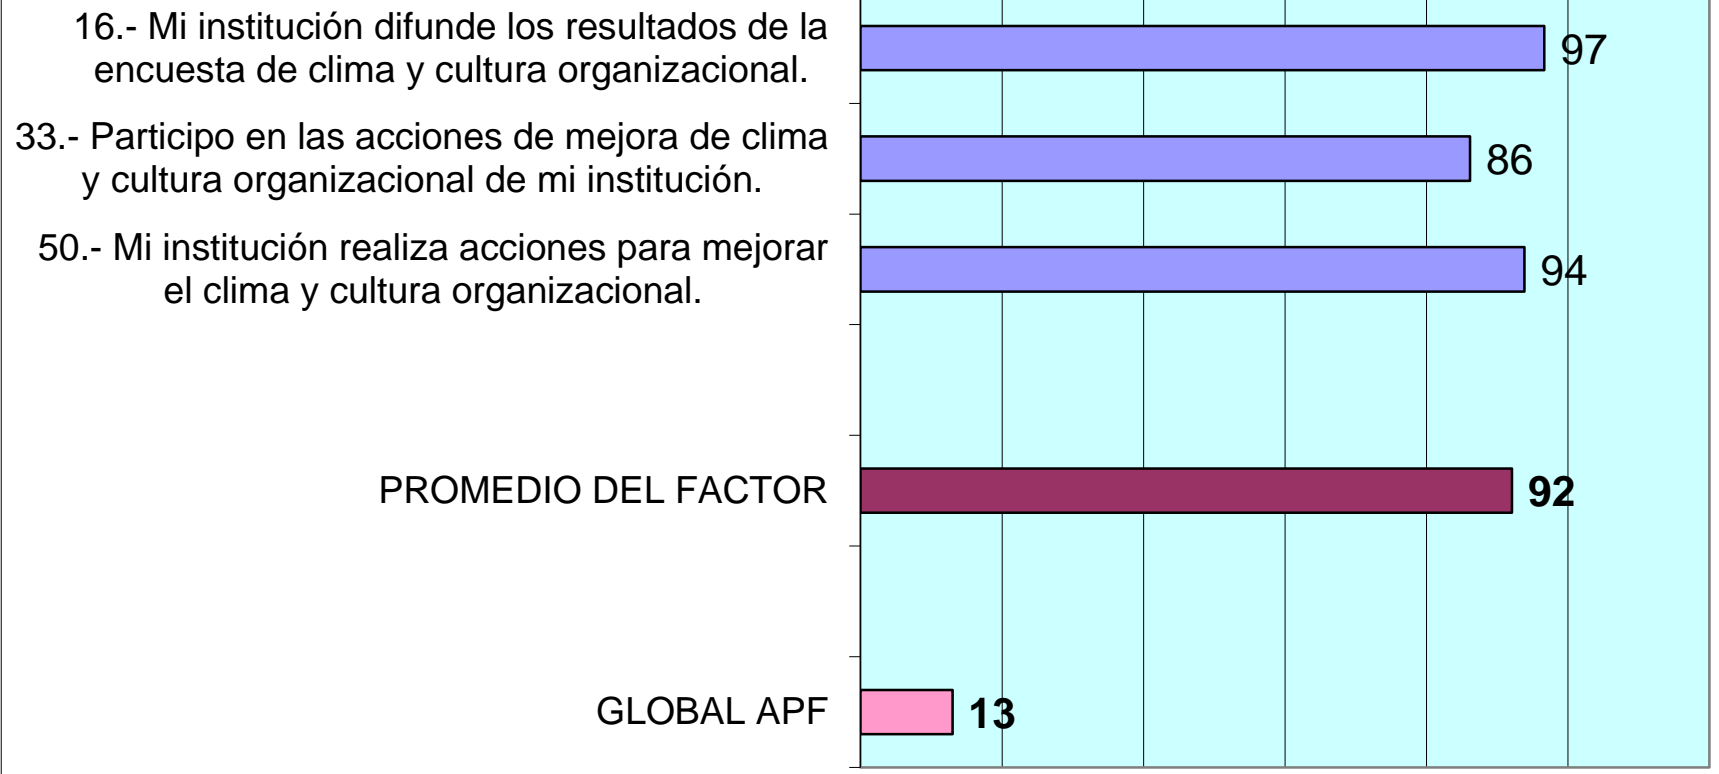 16.- Mi institución difunde los resultados de la
encuesta de clima y cultura organizacional.
97
33.- Participo en las acciones de mejora de clima
y cultura organizacional de mi institución.
86
50.- Mi institución realiza acciones para mejorar
el clima y cultura organizacional.
94
PROMEDIO DEL FACTOR
92
GLOBAL APF
13